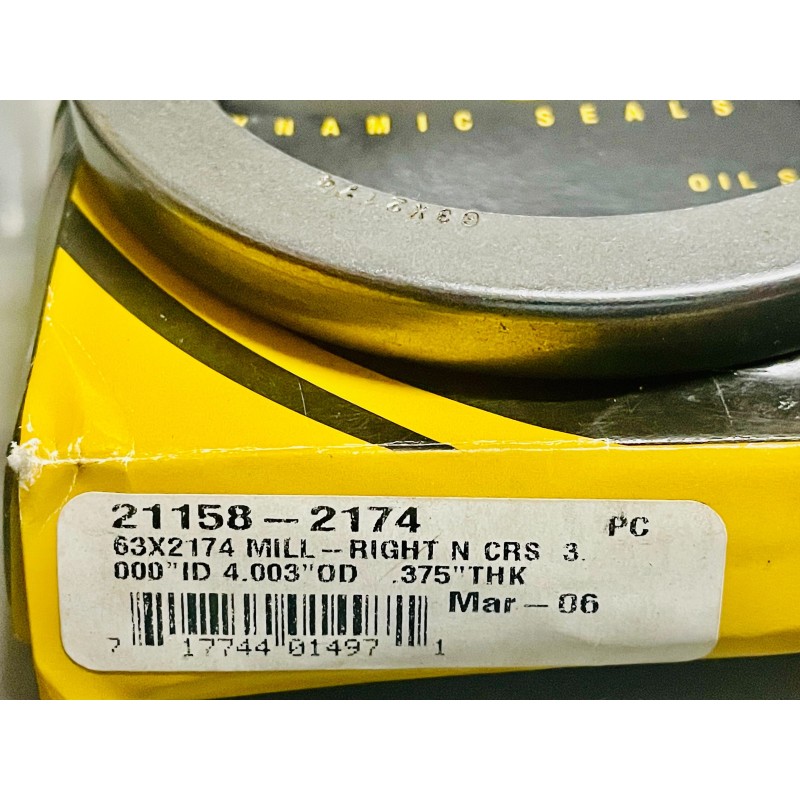 YNAMIC SEALS
OIL S
63X2174
21158-2174 PC
63X2174 MILL-RIGHT N CRS 3.
000"ID 4.003"OD .375"THK
Mar-06
7 17744 01497 1